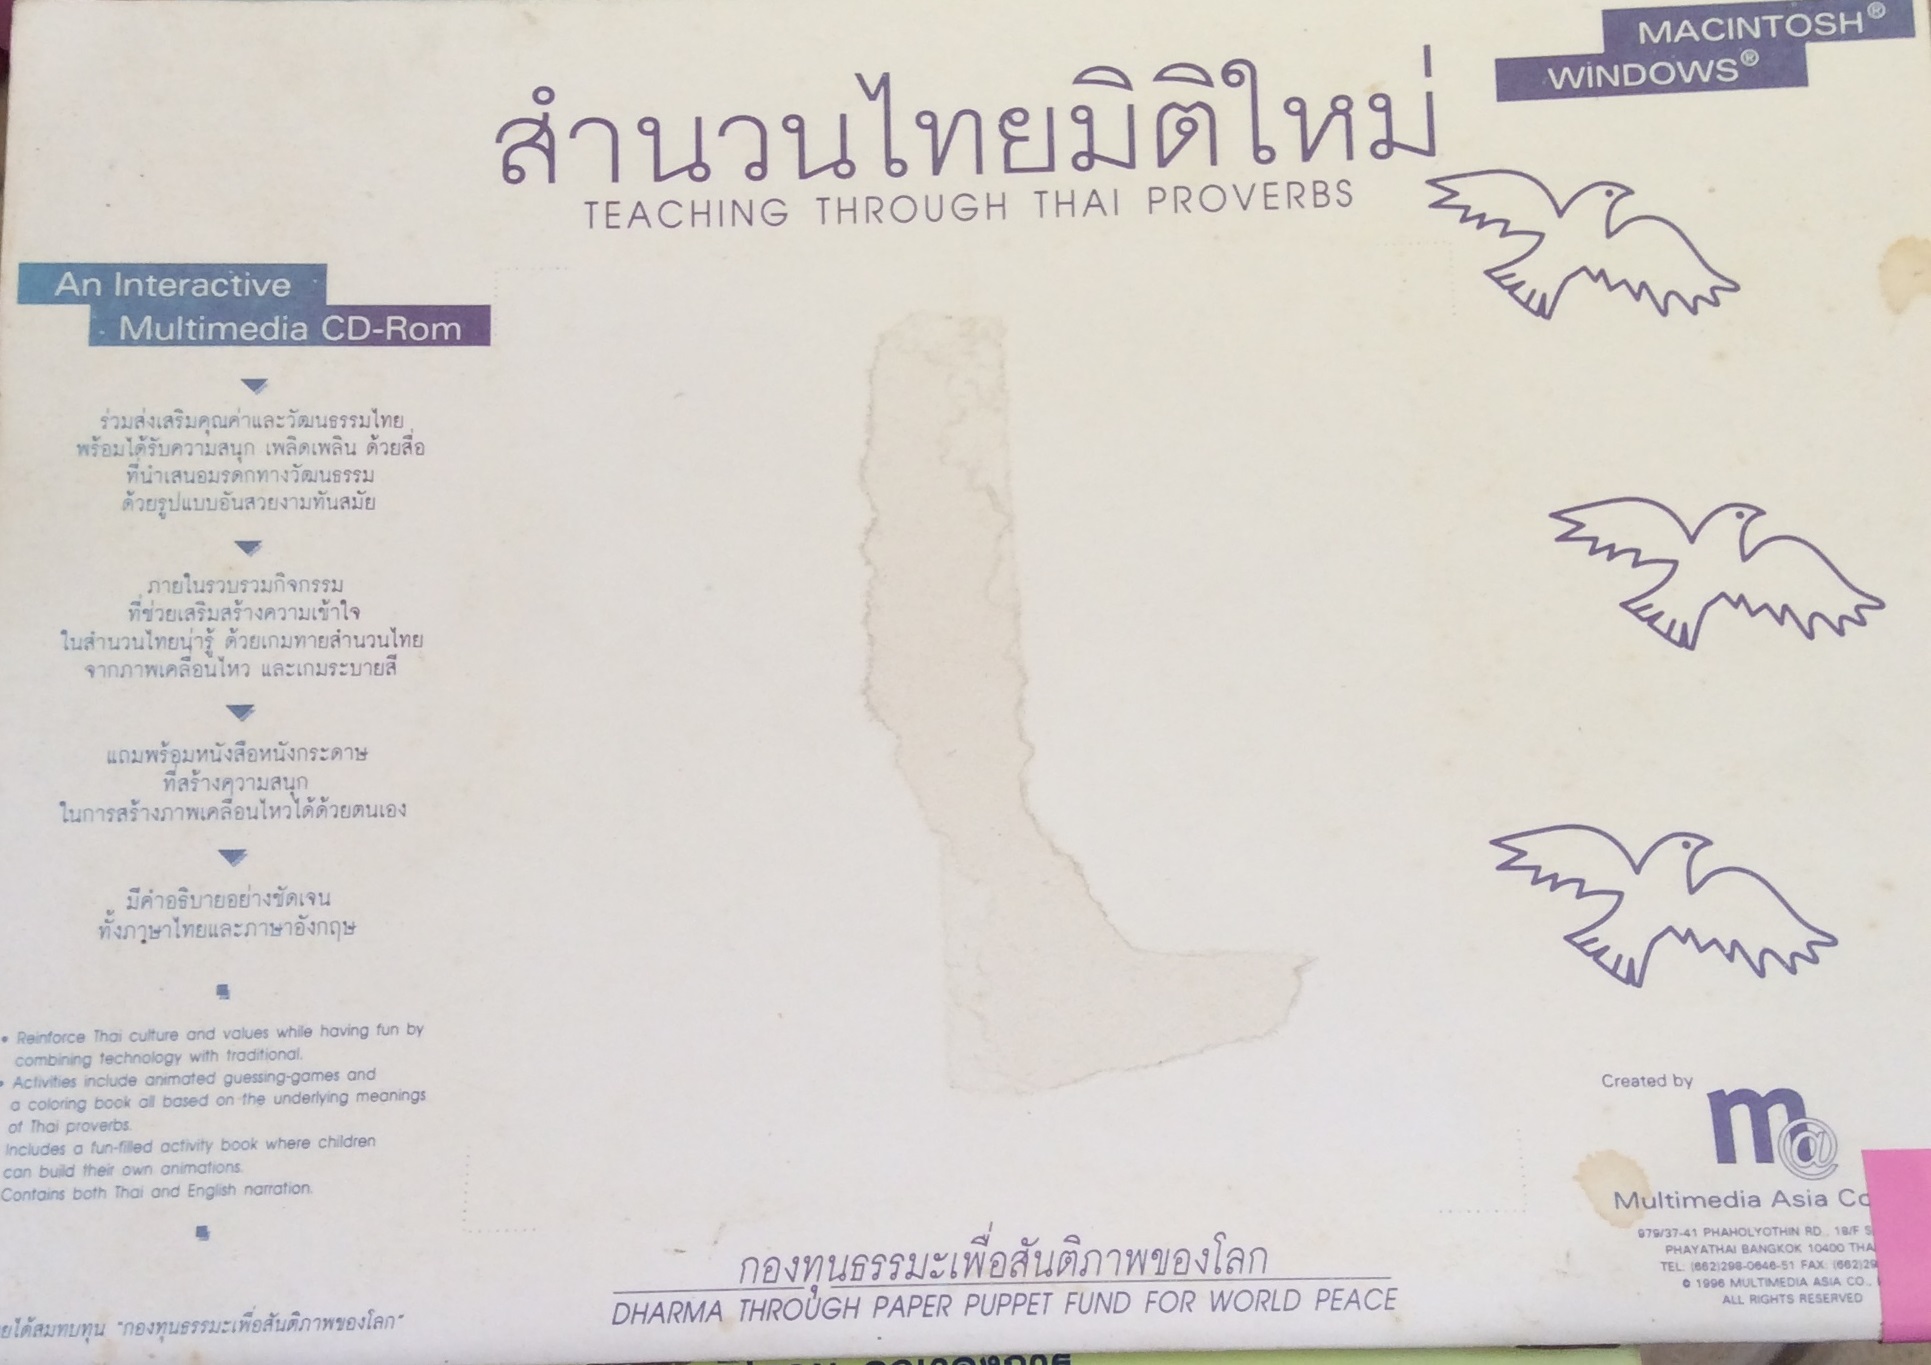 MACINTOSH®
WINDOWS®
สำนวนไทยมิติใหม่
TEACHING THROUGH THAI PROVERBS
An Interactive
Multimedia CD-Rom
ร่วมส่งเสริมคุณค่าและวัฒนธรรมไทย
พร้อมได้รับความสนุก เพลิดเพลิน ด้วยสื่อ
ที่นำเสนอมรดกทางวัฒนธรรม
ด้วยรูปแบบอันสวยงามทันสมัย
ภายในรวบรวมกิจกรรม
ที่ช่วยเสริมสร้างความเข้าใจ
ในสำนวนไทยน่ารู้ ด้วยเกมทายสำนวนไทย
จากภาพเคลื่อนไหว และเกมระบายสี
แถมพร้อมหนังสือหนังกระดาษ
ที่สร้างความสนุก
ในการสร้างภาพเคลื่อนไหวได้ด้วยตนเอง
มีคำอธิบายอย่างชัดเจน
ทั้งภาษาไทยและภาษาอังกฤษ
• Reinforce Thai culture and values while having fun by
combining technology with traditional.
• Activities include animated guessing-games and
a coloring book all based on the underlying meanings
of Thai proverbs.
Includes a fun-filled activity book where children
can build their own animations.
Contains both Thai and English narration.
สมทบทุน "กองทุนธรรมะเพื่อสันติภาพของโลก"
กองทุนธรรมะเพื่อสันติภาพของโลก
DHARMA THROUGH PAPER PUPPET FUND FOR WORLD PEACE
Created by
m@
Multimedia Asia Co
979/37-41 PHAHOLYOTHIN RD., 18/F S
PHAYATHAI BANGKOK 10400 THA
TEL: (662)298-0646-51 FAX: (662)29
© 1996 MULTIMEDIA ASIA CO.,
ALL RIGHTS RESERVED